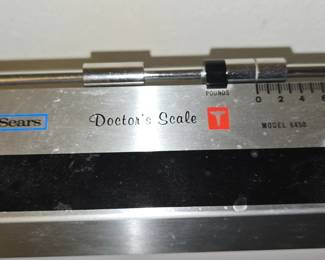 POUNDS
0 2 4 6
Sears
Doctor's Scale
MODEL 6450